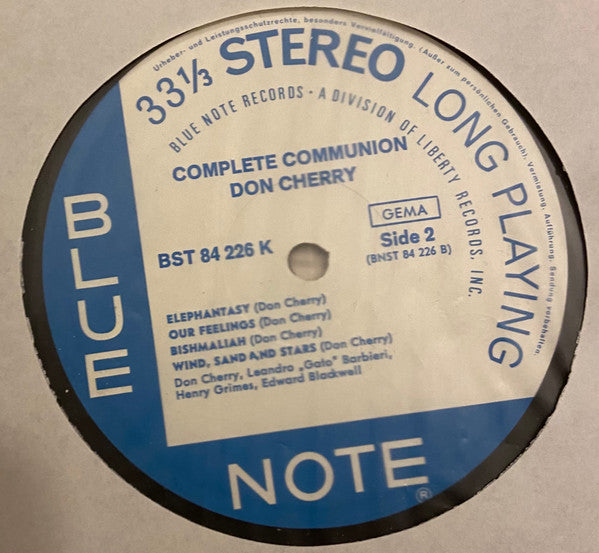 Urheber- und Leistungsschutzrechte, besonders Vervielfältigung. (Außer zum persönlichen Gebrauch), Vermietung, Aufführung, Sendung vorbehalten.
33⅓ STEREO LONG PLAYING
BLUE NOTE RECORDS · A DIVISION OF LIBERTY RECORDS, INC.
COMPLETE COMMUNION
DON CHERRY
GEMA
BST 84 226 K
Side 2
(BNST 84 226 B)
ELEPHANTASY (Don Cherry)
OUR FEELINGS (Don Cherry)
BISHMALIAH (Don Cherry)
WIND, SAND AND STARS (Don Cherry)
Don Cherry, Leandro „Gato" Barbieri,
Henry Grimes, Edward Blackwell
BLUE
NOTE®